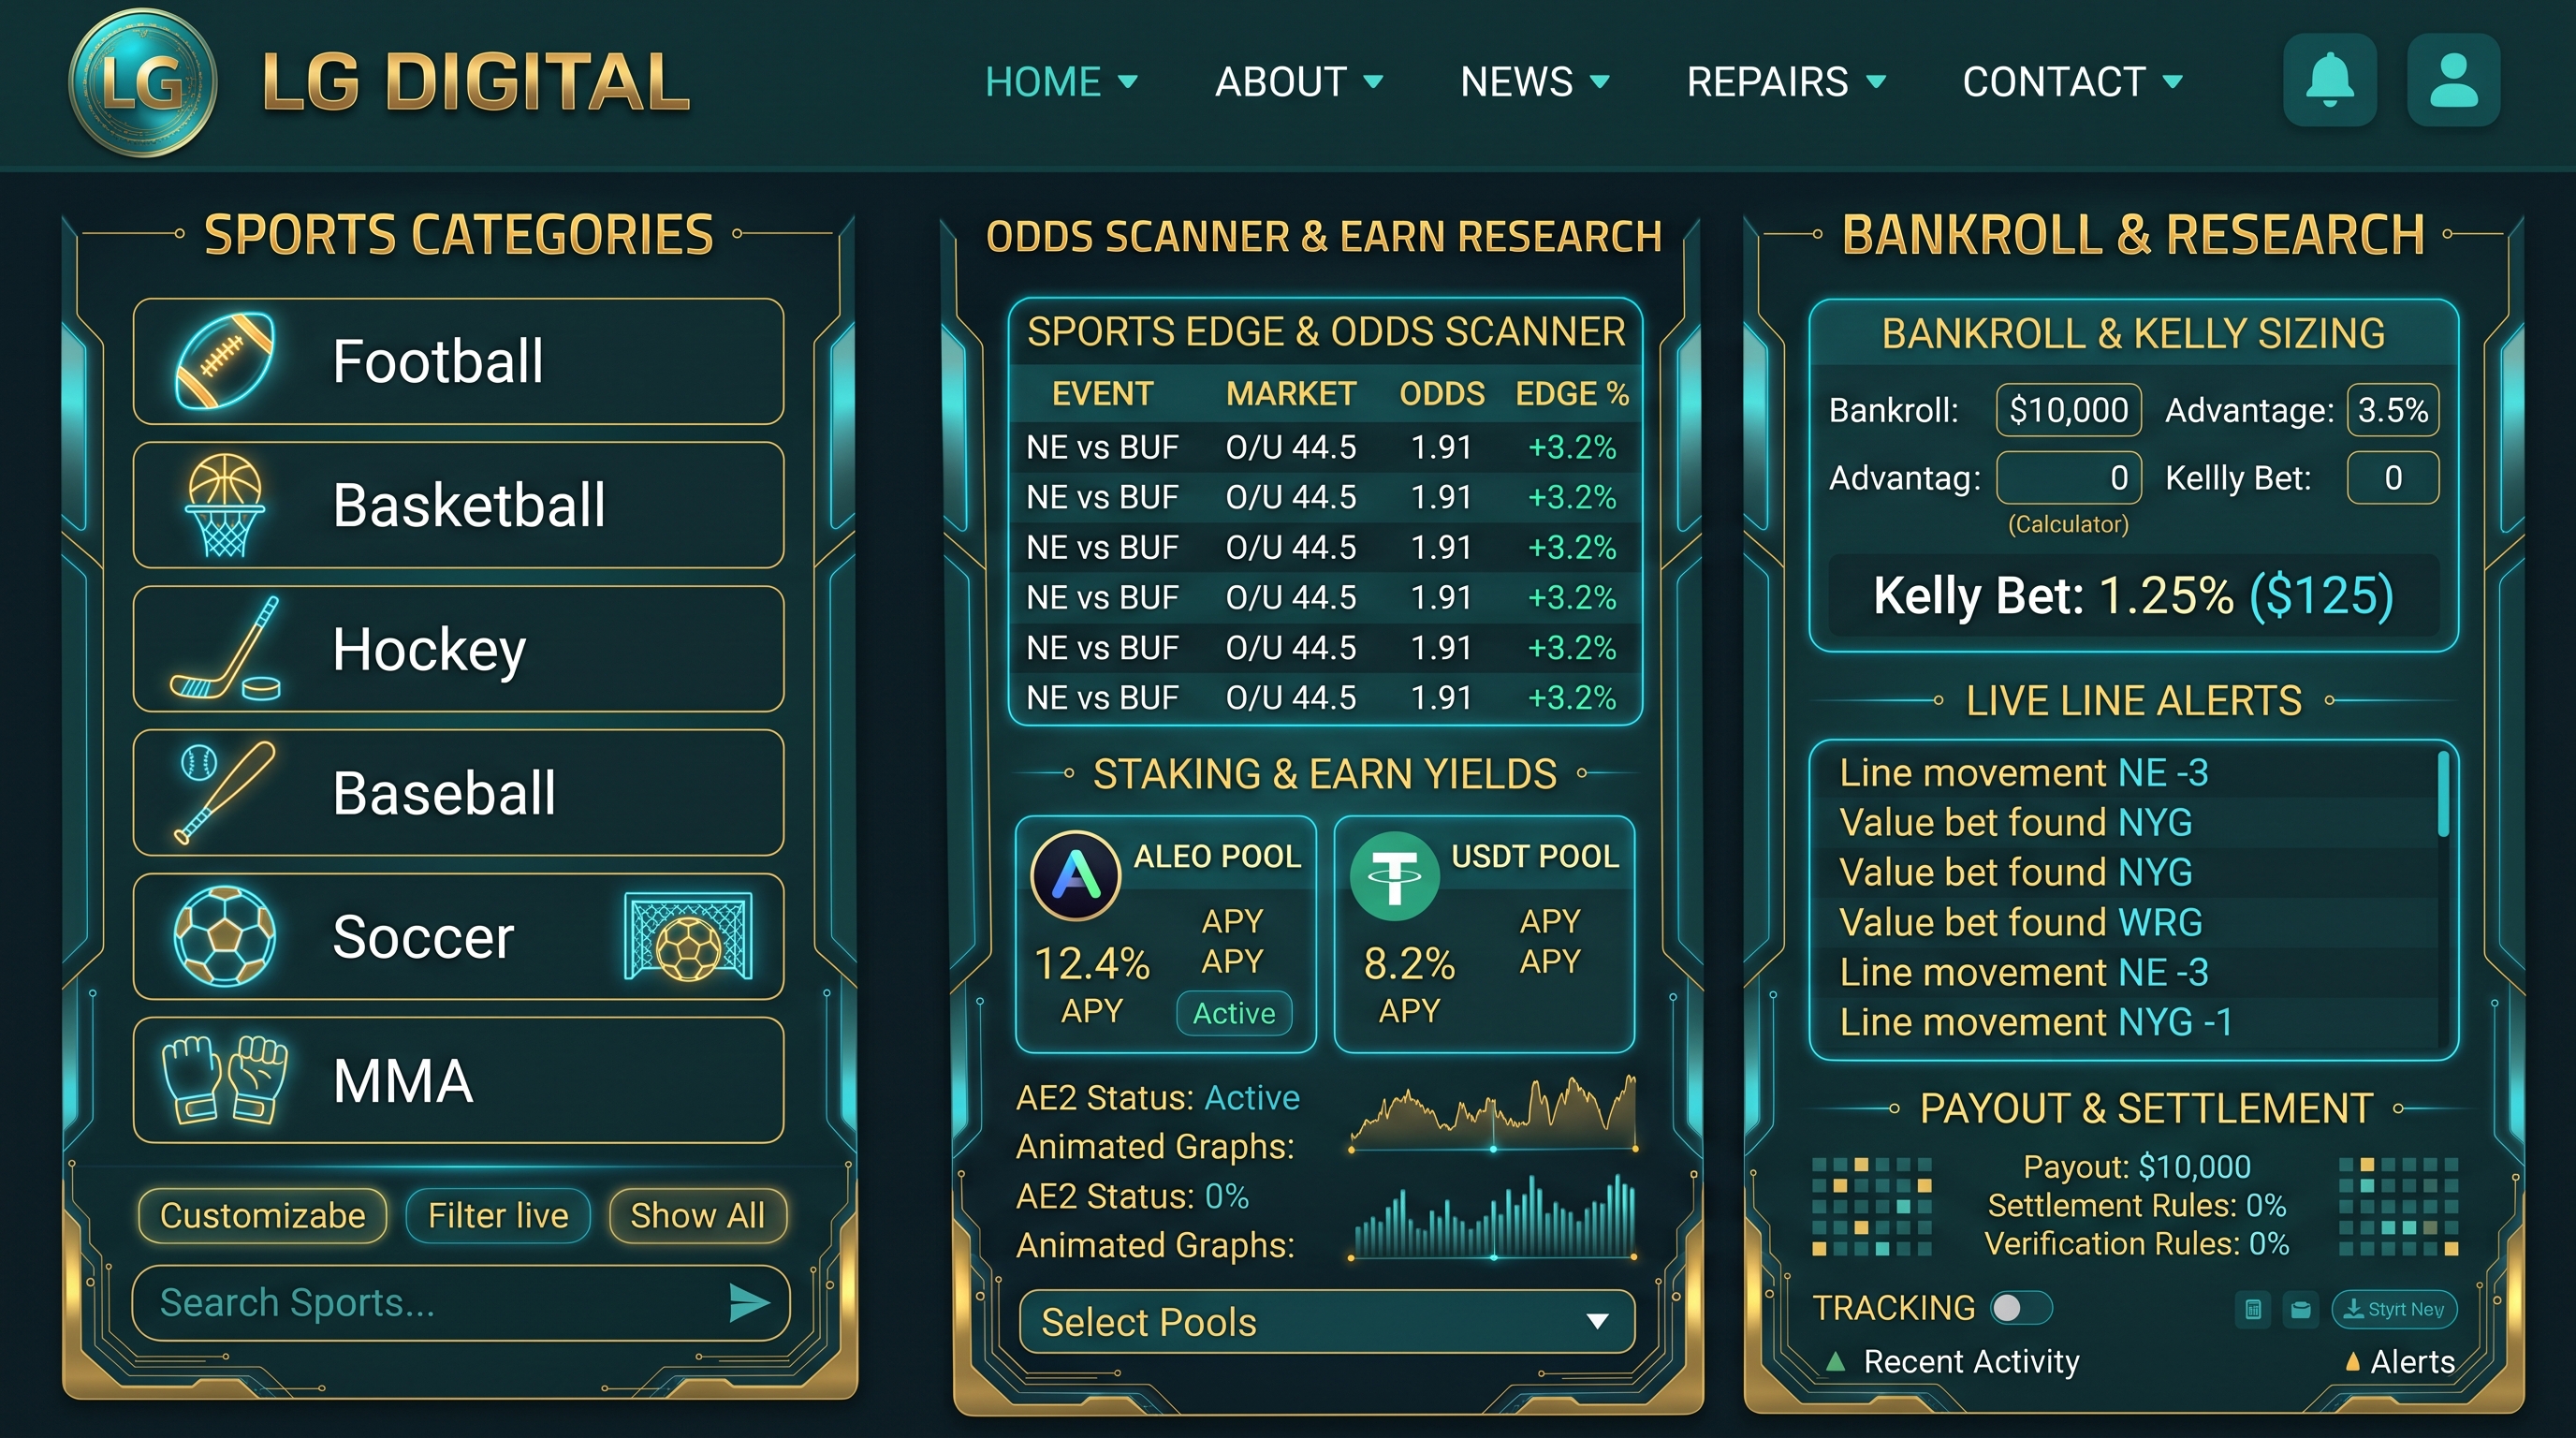 LG
LG DIGITAL
HOME
ABOUT
NEWS
REPAIRS
CONTACT
SPORTS CATEGORIES
Football
Basketball
Hockey
Baseball
Soccer
MMA
Customizabe
Filter live
Show All
Search Sports...
ODDS SCANNER & EARN RESEARCH
SPORTS EDGE & ODDS SCANNER
EVENT MARKET ODDS EDGE %
NE vs BUF O/U 44.5 1.91 +3.2%
NE vs BUF O/U 44.5 1.91 +3.2%
NE vs BUF O/U 44.5 1.91 +3.2%
NE vs BUF O/U 44.5 1.91 +3.2%
NE vs BUF O/U 44.5 1.91 +3.2%
NE vs BUF O/U 44.5 1.91 +3.2%
STAKING & EARN YIELDS
ALEO POOL
APY
12.4% APY
APY Active
USDT POOL
APY
8.2% APY
APY
AE2 Status: Active
Animated Graphs:
AE2 Status: 0%
Animated Graphs:
Select Pools
BANKROLL & RESEARCH
BANKROLL & KELLY SIZING
Bankroll: $10,000 Advantage: 3.5%
Advantag: 0 Kellly Bet: 0
(Calculator)
Kelly Bet: 1.25% ($125)
LIVE LINE ALERTS
Line movement NE -3
Value bet found NYG
Value bet found NYG
Value bet found WRG
Line movement NE -3
Line movement NYG -1
PAYOUT & SETTLEMENT
Payout: $10,000
Settlement Rules: 0%
Verification Rules: 0%
TRACKING
Styrt Ney
Recent Activity
Alerts